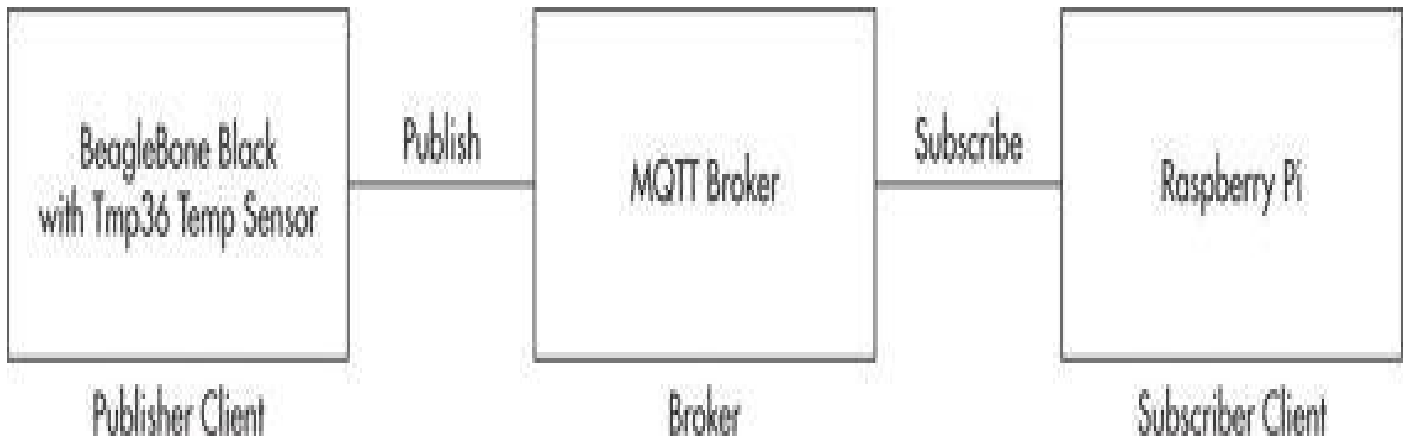 BeagleBone Black
with Tmp36 Temp Sensor
Publish
MQTT Broker
Subscribe
Raspberry Pi
Publisher Client
Broker
Subscriber Client